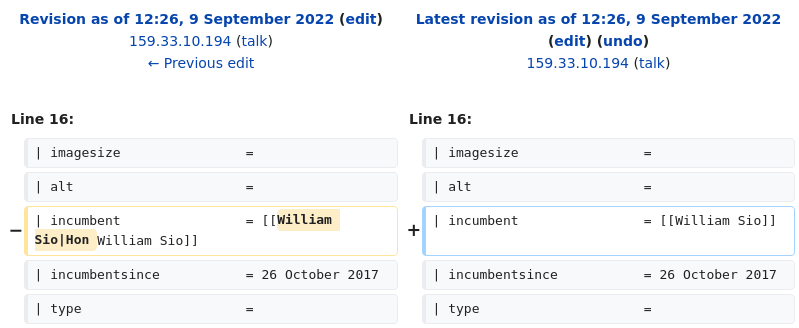 Revision as of 12:26, 9 September 2022 (edit)
159.33.10.194 (talk)
← Previous edit
Latest revision as of 12:26, 9 September 2022
(edit) (undo)
159.33.10.194 (talk)
Line 16:
Line 16:
| imagesize =
| imagesize =
| alt =
| alt =
− | incumbent = [[William
Sio|Hon William Sio]]
+ | incumbent = [[William Sio]]
| incumbentsince = 26 October 2017
| incumbentsince = 26 October 2017
| type =
| type =